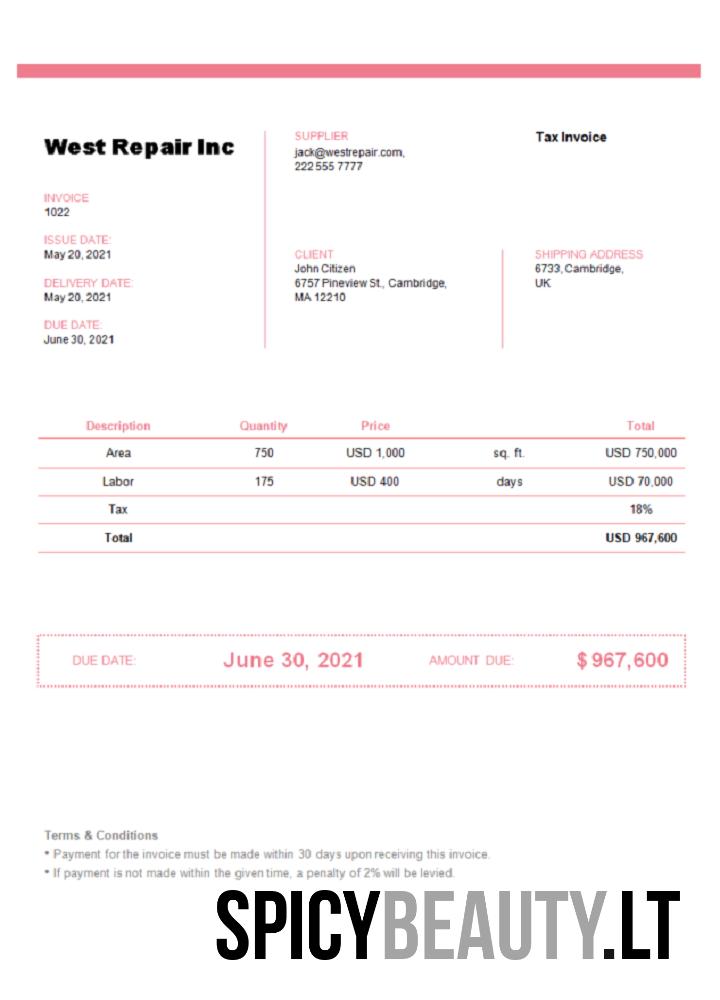 West Repair Inc
SUPPLIER
jack@westrepair.com,
222 555 7777
Tax Invoice
INVOICE
1022
ISSUE DATE:
May 20, 2021
DELIVERY DATE:
May 20, 2021
DUE DATE:
June 30, 2021
CLIENT
John Citizen
6757 Pineview St., Cambridge,
MA 12210
SHIPPING ADDRESS
6733, Cambridge,
UK
Description Quantity Price Total
Area 750 USD 1,000 sq. ft. USD 750,000
Labor 175 USD 400 days USD 70,000
Tax 18%
Total USD 967,600
DUE DATE: June 30, 2021 AMOUNT DUE: $ 967,600
Terms & Conditions
* Payment for the invoice must be made within 30 days upon receiving this invoice.
* If payment is not made within the given time, a penalty of 2% will be levied.
SPICYBEAUTY.LT